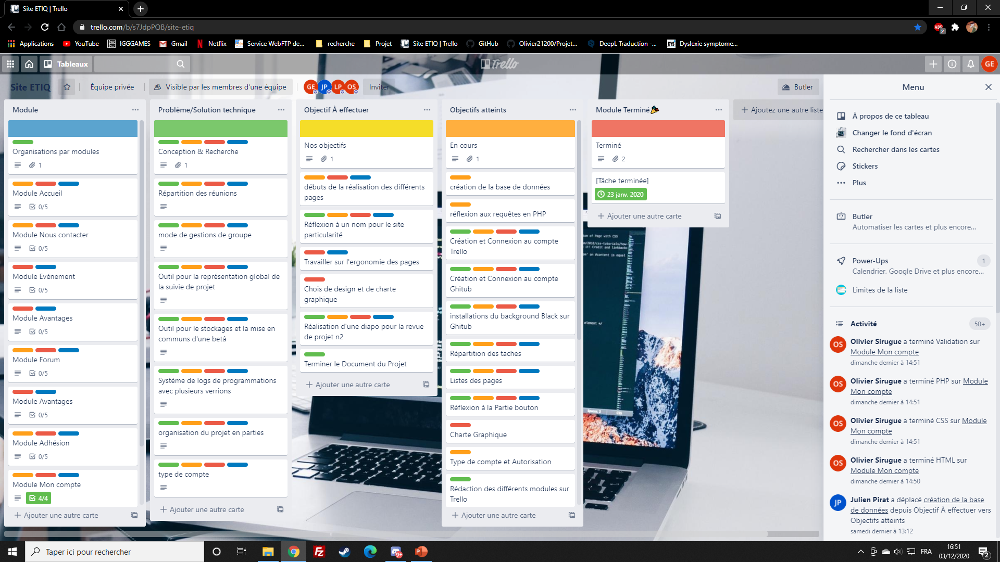 Site ETIQ | Trello
trello.com/b/s7JdpPQB/site-etiq
ABP
2
Applications
YouTube
IGGGAMES
Gmail
Netflix
Service WebFTP de...
recherche
Projet
Site ETIQ | Trello
GitHub
Olivier21200/Projet...
DeepL Traduction -...
DYS
Dyslexie symptome...
Tableaux
Trello
GE
Site ETIQ
Équipe privée
Visible par les membres d'une équipe
GE
JP
LP
OS
Inviter
Butler
Module
Organisations par modules
1
Module Accueil
0/5
Module Nous contacter
0/5
Module Evénement
0/5
Module Avantages
0/5
Module Forum
0/5
Module Avantages
0/5
Module Adhésion
0/5
Module Mon compte
4/4
Ajouter une autre carte
Problème/Solution technique
Conception & Recherche
1
Répartition des réunions
mode de gestions de groupe
Outil pour la représentation global de
la suivie de projet
Outil pour le stockages et la mise en
communs d'une betâ
Système de logs de programmations
avec plusieurs verrions
organisation du projet en parties
type de compte
Ajouter une autre carte
Objectif À effectuer
Nos objectifs
1
débuts de la réalisation des différents
pages
Réflexion à un nom pour le site
particularité
Travailler sur l'ergonomie des pages
Chois de design et de charte
graphique
Réalisation d'une diapo pour la revue
de projet n2
Terminer le Document du Projet
Ajouter une autre carte
Objectifs atteints
En cours
1
création de la base de données
réflexion aux requêtes en PHP
Création et Connexion au compte
Trello
Création et Connexion au compte
Ghitub
installations du background Black sur
Ghitub
Répartition des taches
Listes des pages
Réflexion à la Partie bouton
Charte Graphique
Type de compte et Autorisation
Rédaction des différents modules sur
Trello
Ajouter une autre carte
Module Terminé
Terminé
2
[Tâche terminée]
23 janv. 2020
Ajouter une autre carte
Ajoutez une autre liste
Menu
À propos de ce tableau
Changer le fond d'écran
Rechercher dans les cartes
Stickers
Plus
Butler
Automatiser les cartes et plus encore...
Power-Ups
1
Calendrier, Google Drive et plus encore...
Limites de la liste
Activité
50+
OS
Olivier Sirugue a terminé Validation sur
Module Mon compte
dimanche dernier à 14:51
OS
Olivier Sirugue a terminé PHP sur Module
Mon compte
dimanche dernier à 14:51
OS
Olivier Sirugue a terminé CSS sur Module
Mon compte
dimanche dernier à 14:51
OS
Olivier Sirugue a terminé HTML sur
Module Mon compte
dimanche dernier à 14:50
JP
Julien Pirat a déplacé création de la base
de données depuis Objectif À effectuer vers
Objectifs atteints
samedi dernier à 13:12
Taper ici pour rechercher
9+
FRA
16:51
03/12/2020
2